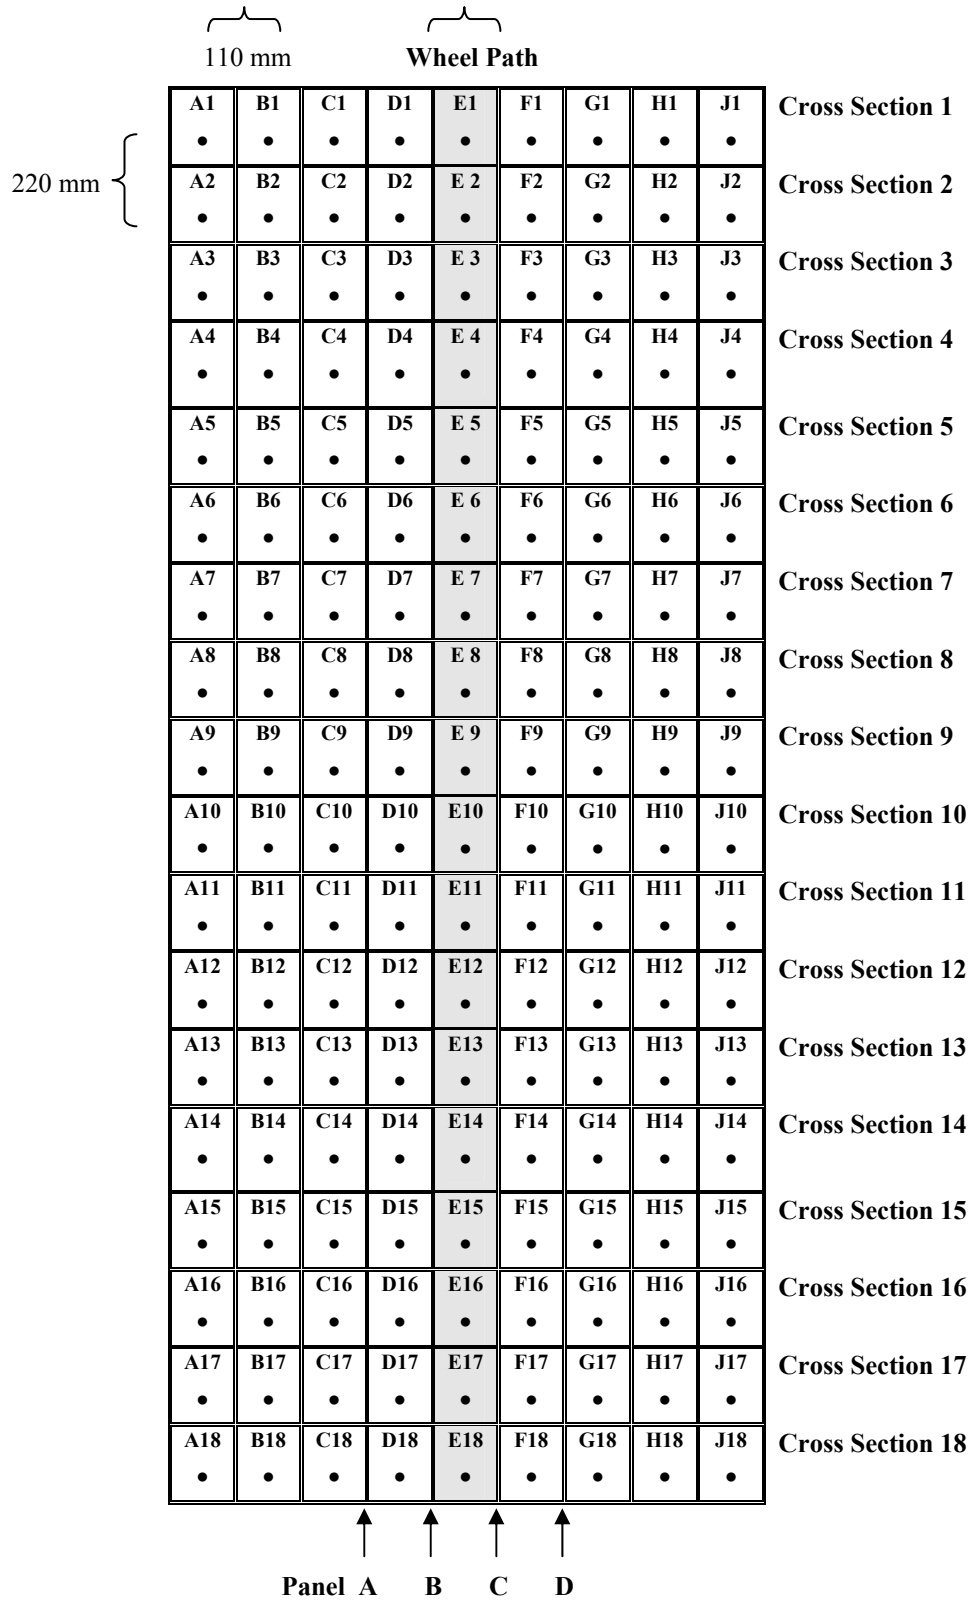 110 mm Wheel Path
A1 B1 C1 D1 E1 F1 G1 H1 J1 Cross Section 1
220 mm
A2 B2 C2 D2 E 2 F2 G2 H2 J2 Cross Section 2
A3 B3 C3 D3 E 3 F3 G3 H3 J3 Cross Section 3
A4 B4 C4 D4 E 4 F4 G4 H4 J4 Cross Section 4
A5 B5 C5 D5 E 5 F5 G5 H5 J5 Cross Section 5
A6 B6 C6 D6 E 6 F6 G6 H6 J6 Cross Section 6
A7 B7 C7 D7 E 7 F7 G7 H7 J7 Cross Section 7
A8 B8 C8 D8 E 8 F8 G8 H8 J8 Cross Section 8
A9 B9 C9 D9 E 9 F9 G9 H9 J9 Cross Section 9
A10 B10 C10 D10 E10 F10 G10 H10 J10 Cross Section 10
A11 B11 C11 D11 E11 F11 G11 H11 J11 Cross Section 11
A12 B12 C12 D12 E12 F12 G12 H12 J12 Cross Section 12
A13 B13 C13 D13 E13 F13 G13 H13 J13 Cross Section 13
A14 B14 C14 D14 E14 F14 G14 H14 J14 Cross Section 14
A15 B15 C15 D15 E15 F15 G15 H15 J15 Cross Section 15
A16 B16 C16 D16 E16 F16 G16 H16 J16 Cross Section 16
A17 B17 C17 D17 E17 F17 G17 H17 J17 Cross Section 17
A18 B18 C18 D18 E18 F18 G18 H18 J18 Cross Section 18
Panel A B C D